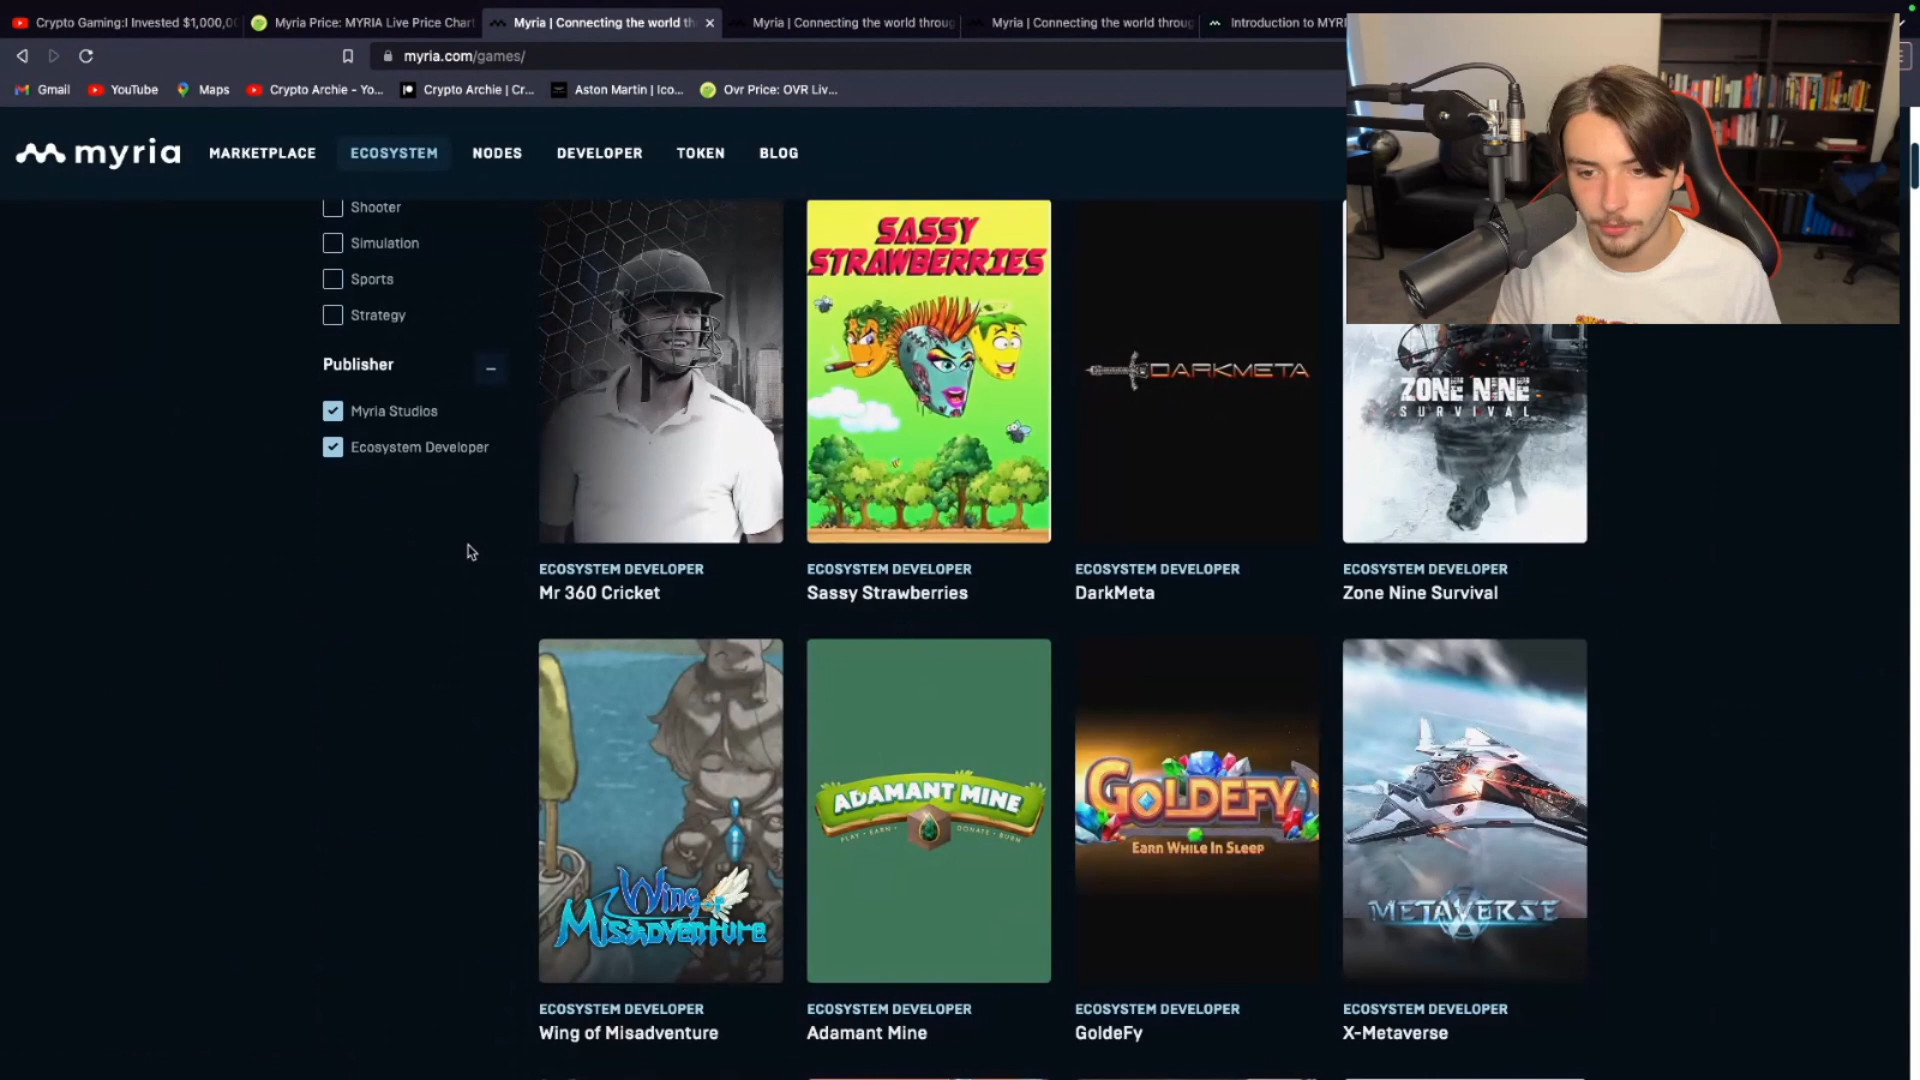 Crypto Gaming:I Invested $1,000,0
Myria Price: MYRIA Live Price Chart
Myria | Connecting the world th
Myria | Connecting the world throug
Myria | Connecting the world throug
Introduction to MYRI
myria.com/games/
Gmail
YouTube
Maps
Crypto Archie - Yo...
Crypto Archie | Cr...
Aston Martin | Ico...
Ovr Price: OVR Liv...
myria
MARKETPLACE
ECOSYSTEM
NODES
DEVELOPER
TOKEN
BLOG
Shooter
Simulation
Sports
Strategy
Publisher
Myria Studios
Ecosystem Developer
SASSY
STRAWBERRIES
DARKMETA
ZONE NINE
SURVIVAL
ECOSYSTEM DEVELOPER
Mr 360 Cricket
ECOSYSTEM DEVELOPER
Sassy Strawberries
ECOSYSTEM DEVELOPER
DarkMeta
ECOSYSTEM DEVELOPER
Zone Nine Survival
Wing of
Misadventure
ADAMANT MINE
PLAY • EARN • DONATE • BURN
GOLDEFY
EARN WHILE IN SLEEP
METAVERSE
X
ECOSYSTEM DEVELOPER
Wing of Misadventure
ECOSYSTEM DEVELOPER
Adamant Mine
ECOSYSTEM DEVELOPER
GoldeFy
ECOSYSTEM DEVELOPER
X-Metaverse